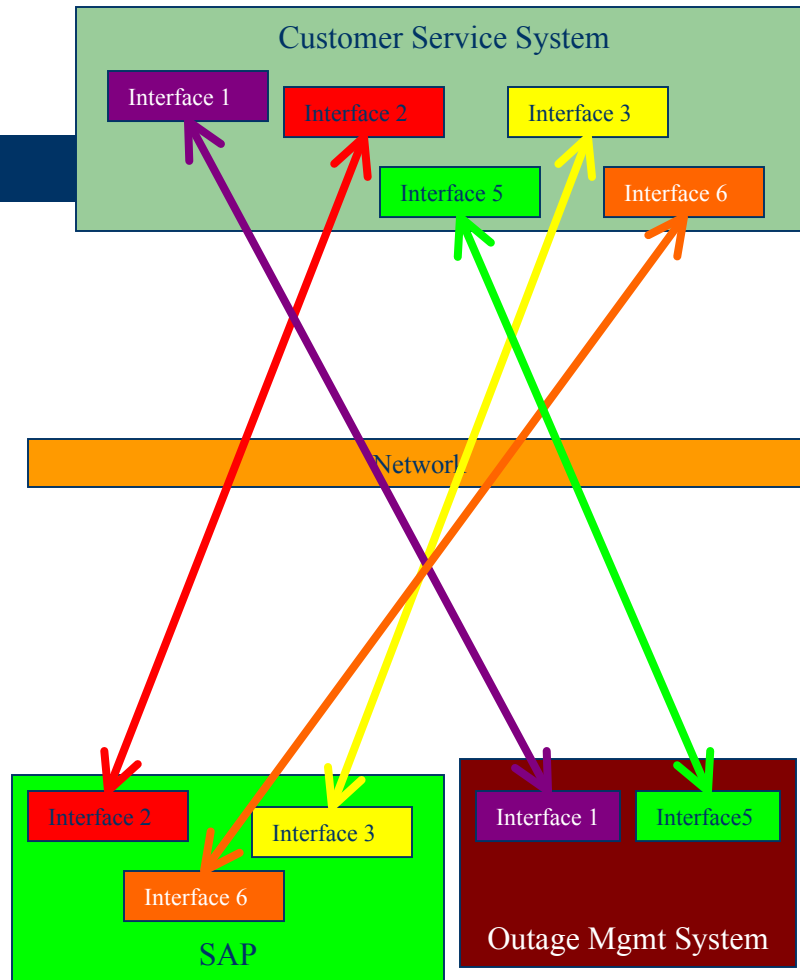 Customer Service System
Interface 1
Interface 2
Interface 3
Interface 5
Interface 6
Network
Interface 2
Interface 3
Interface 1
Interface5
Interface 6
SAP
Outage Mgmt System